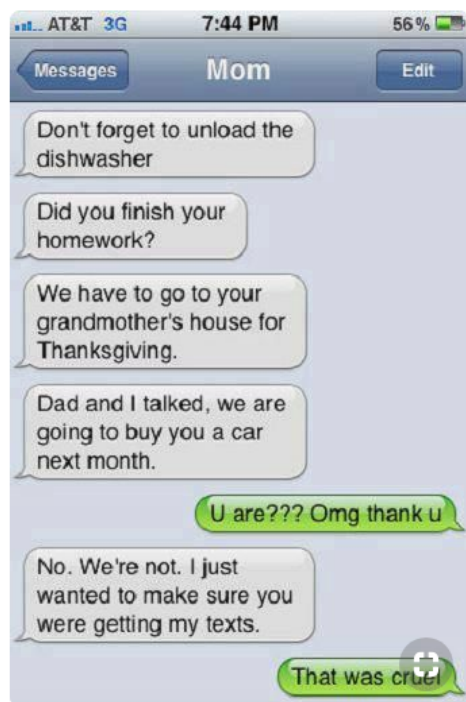 AT&T 3G 7:44 PM 56%
Messages Mom Edit
Don't forget to unload the
dishwasher
Did you finish your
homework?
We have to go to your
grandmother's house for
Thanksgiving.
Dad and I talked, we are
going to buy you a car
next month.
U are??? Omg thank u
No. We're not. I just
wanted to make sure you
were getting my texts.
That was cruel